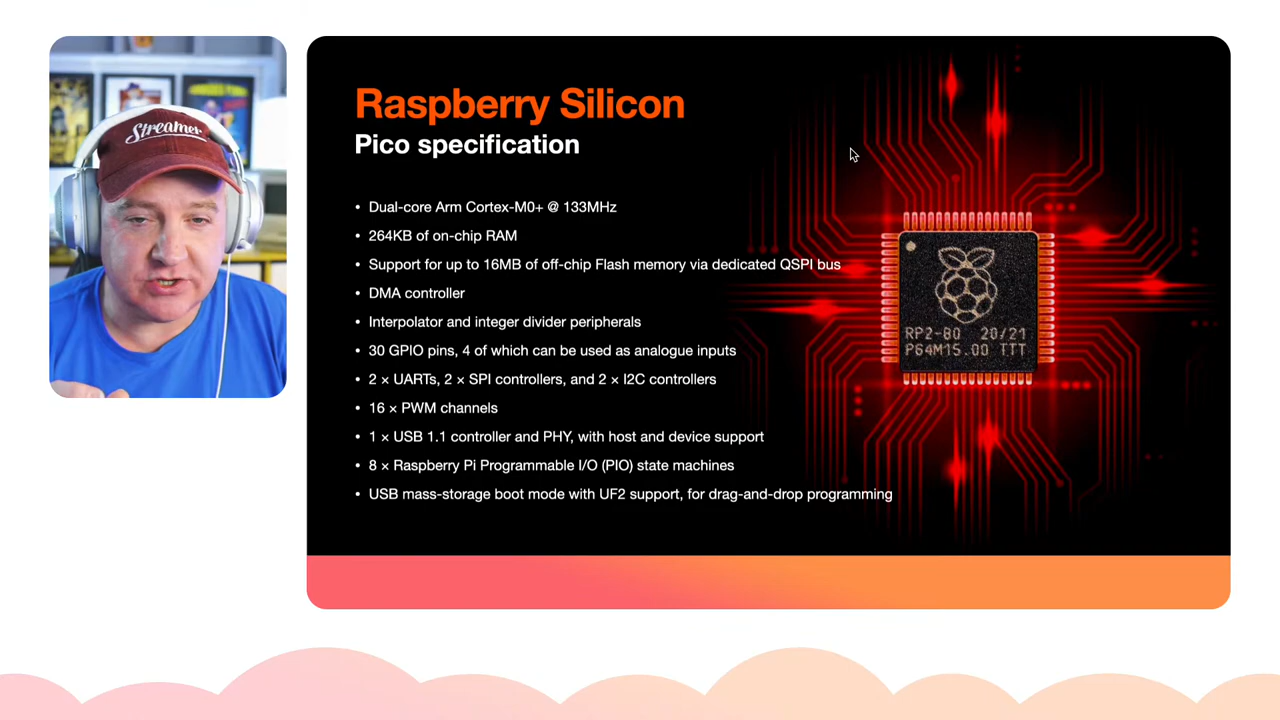 Streamer
Raspberry Silicon
Pico specification
• Dual-core Arm Cortex-M0+ @ 133MHz
• 264KB of on-chip RAM
• Support for up to 16MB of off-chip Flash memory via dedicated QSPI bus
• DMA controller
• Interpolator and integer divider peripherals
• 30 GPIO pins, 4 of which can be used as analogue inputs
• 2 × UARTs, 2 × SPI controllers, and 2 × I2C controllers
• 16 × PWM channels
• 1 × USB 1.1 controller and PHY, with host and device support
• 8 × Raspberry Pi Programmable I/O (PIO) state machines
• USB mass-storage boot mode with UF2 support, for drag-and-drop programming
RP2-B0 20/21
P64M15.00 TTT